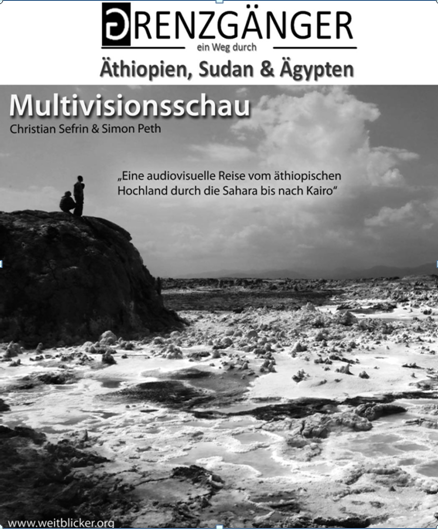 GRENZGÄNGER
ein Weg durch
Äthiopien, Sudan & Ägypten
Multivisionsschau
Christian Sefrin & Simon Peth
„Eine audiovisuelle Reise vom äthiopischen
Hochland durch die Sahara bis nach Kairo“
www.weitblicker.org